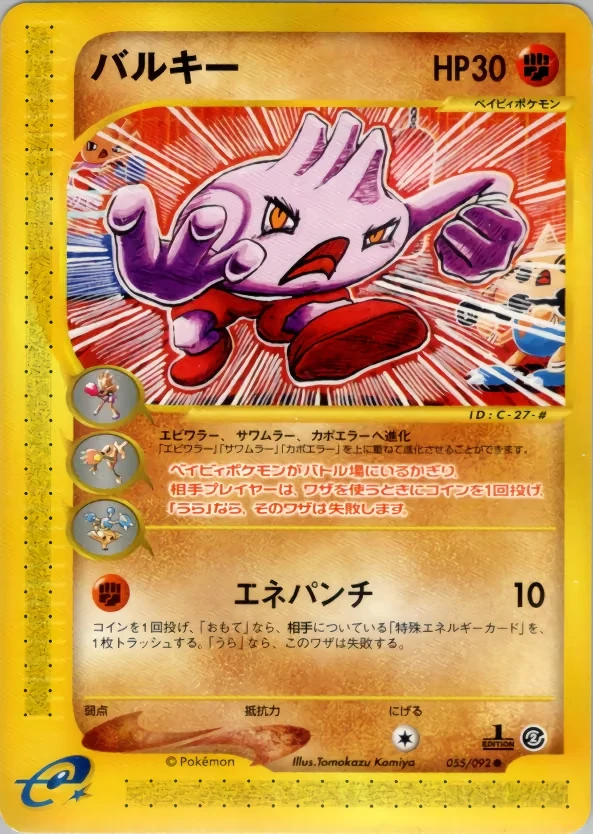 バルキー HP30
ベイビィポケモン
ID:C-27-#
エビワラー、サワムラー、カポエラーへ進化
「エビワラー」「サワムラー」「カポエラー」を上に重ねて進化させることができます。
ベイビィポケモンがバトル場にいるかぎり、
相手プレイヤーは、ワザを使うときにコインを1回投げ、
「うら」なら、そのワザは失敗します。
エネパンチ 10
コインを1回投げ、「おもて」なら、相手についている「特殊エネルギーカード」を、
1枚トラッシュする。「うら」なら、このワザは失敗する。
弱点 抵抗力 にげる
1 EDITION 2
© Pokémon Illus.Tomokazu Komiya 055/092●
e